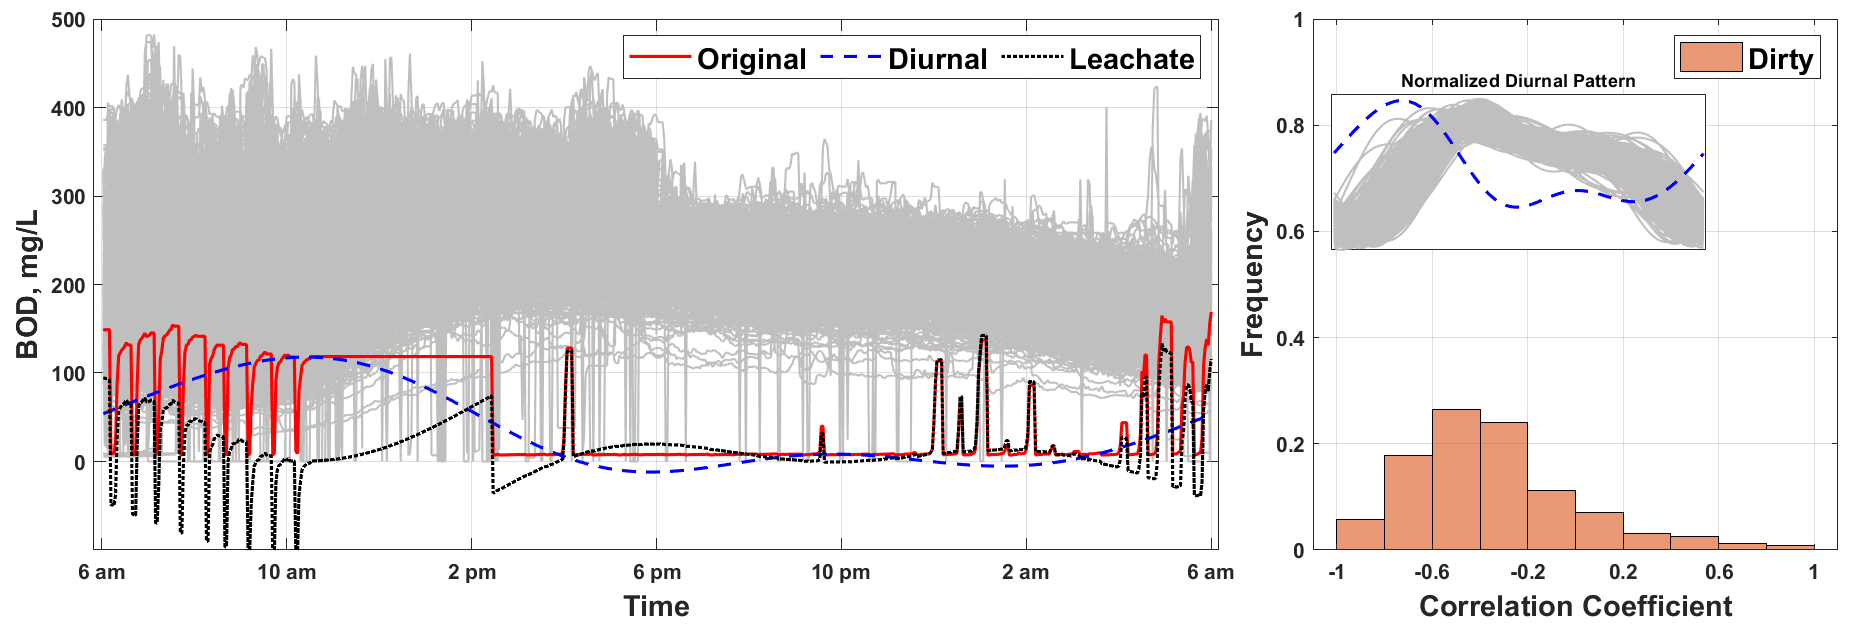 500
400
300
200
100
0
BOD, mg/L
Original Diurnal Leachate
6 am 10 am 2 pm 6 pm 10 pm 2 am 6 am
Time
1
0.8
0.6
0.4
0.2
0
Frequency
Dirty
Normalized Diurnal Pattern
-1 -0.6 -0.2 0.2 0.6 1
Correlation Coefficient